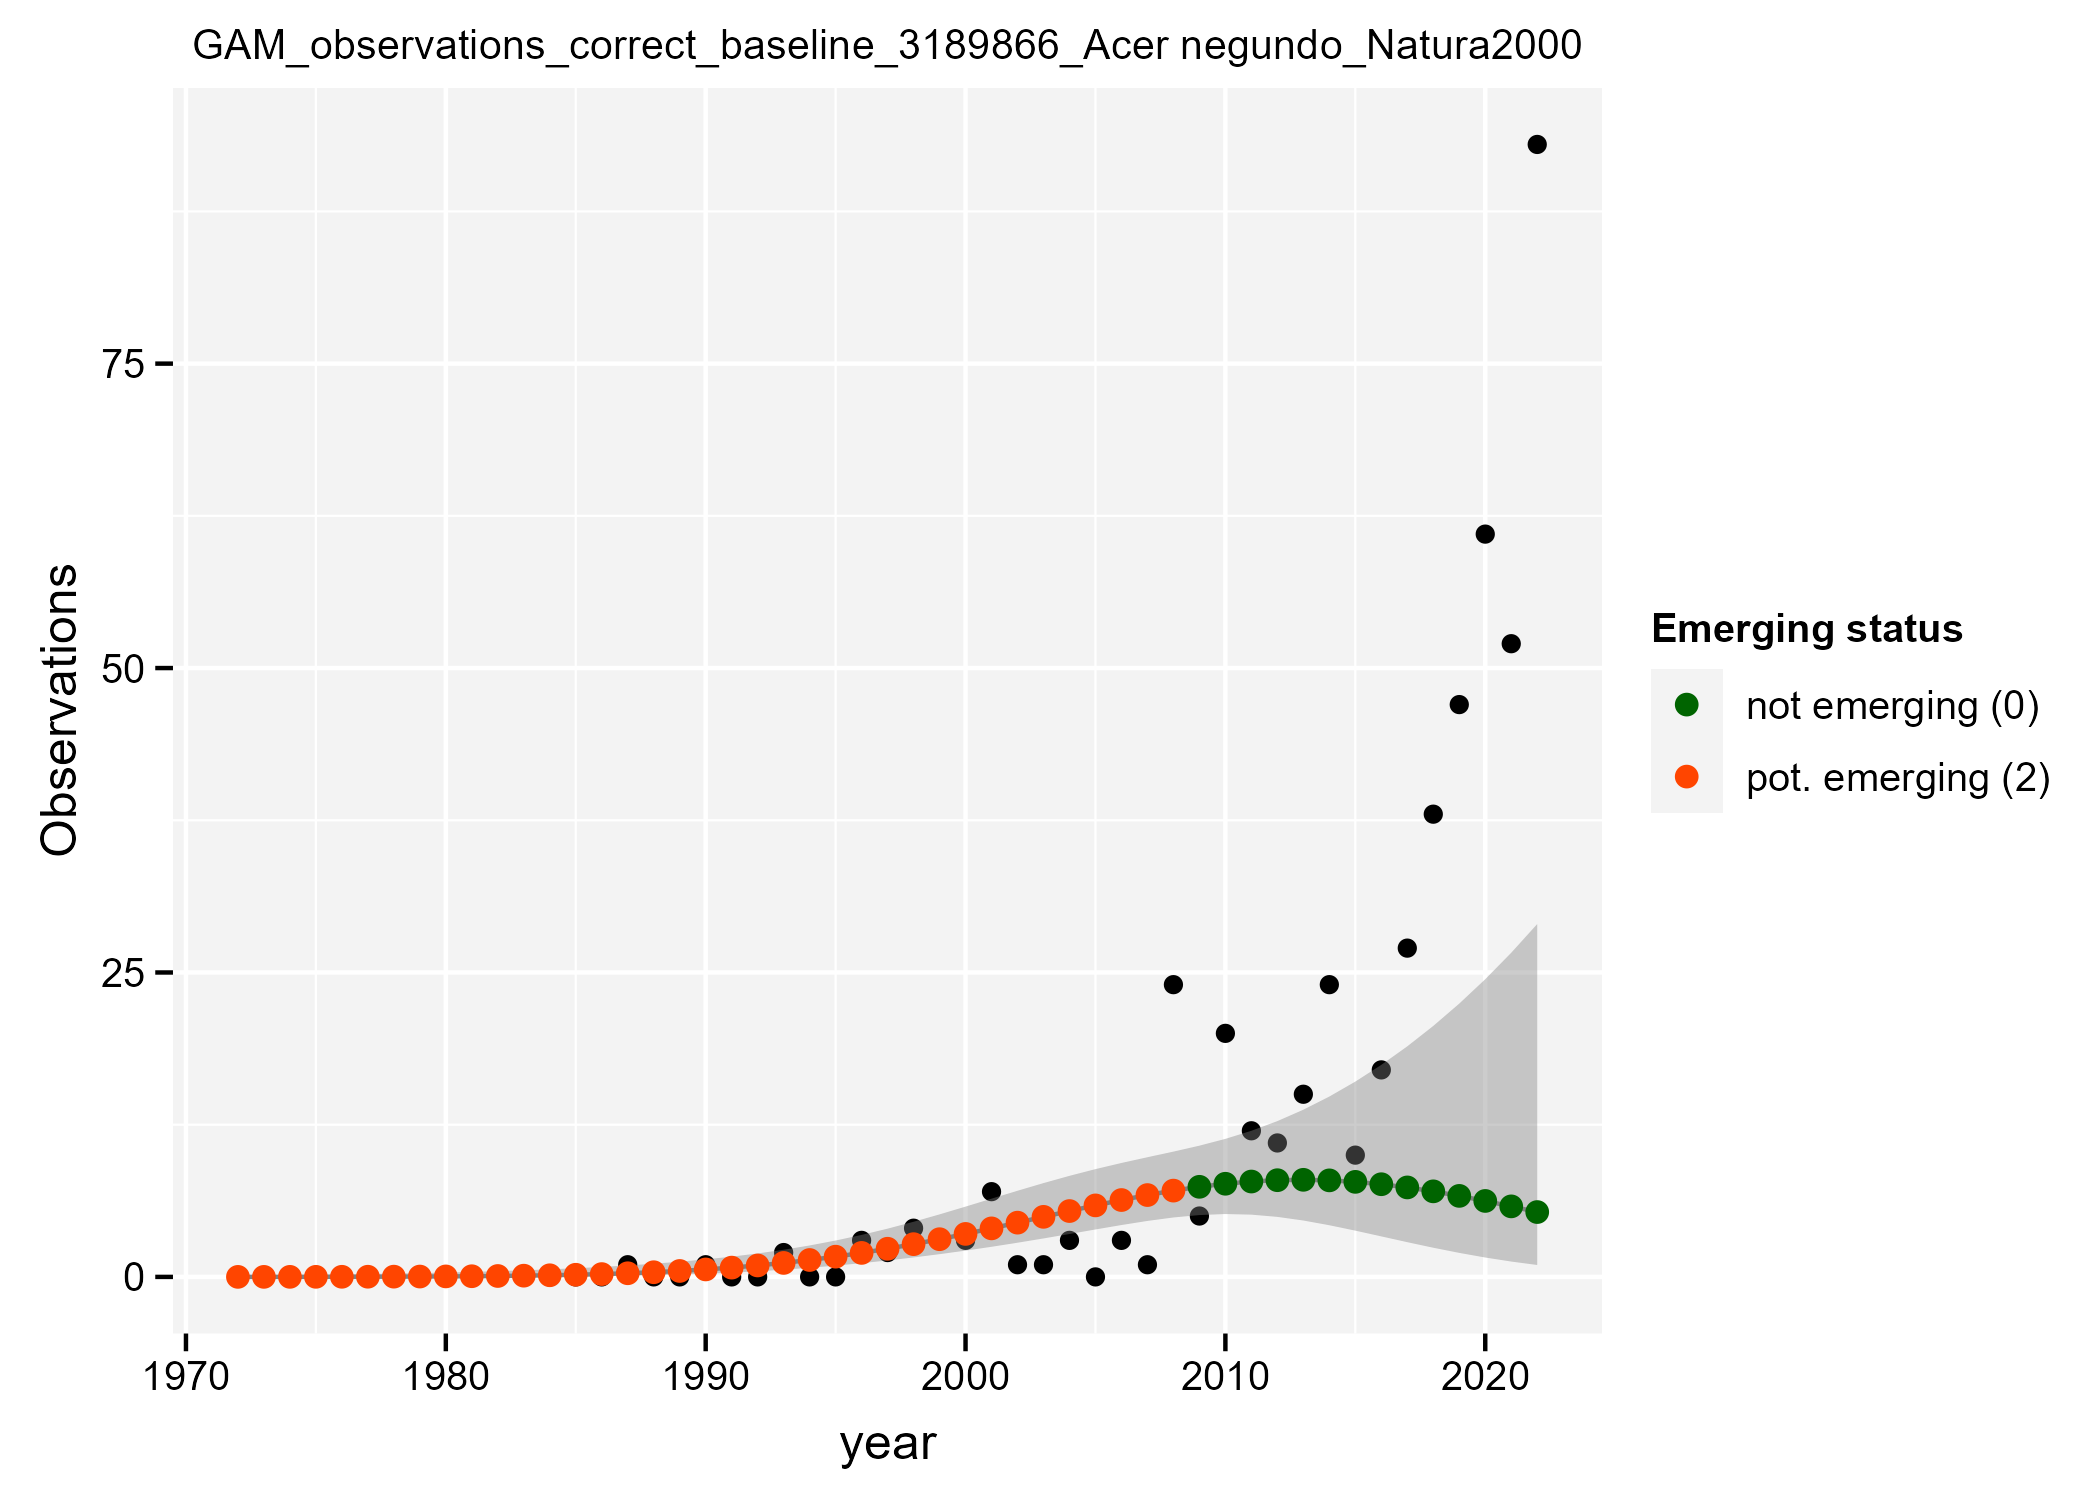 GAM_observations_correct_baseline_3189866_Acer negundo_Natura2000
Observations
75
50
25
0
1970 1980 1990 2000 2010 2020
year
Emerging status
not emerging (0)
pot. emerging (2)